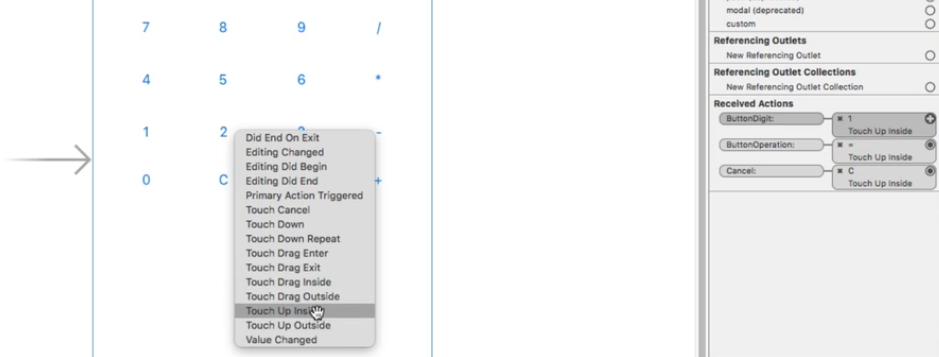 modal (deprecated)
custom
Referencing Outlets
New Referencing Outlet
Referencing Outlet Collections
New Referencing Outlet Collection
Received Actions
ButtonDigit:
1
Touch Up Inside
ButtonOperation:
=
Touch Up Inside
Cancel:
C
Touch Up Inside
7 8 9 /
4 5 6 *
1 2 -
0 C +
Did End On Exit
Editing Changed
Editing Did Begin
Editing Did End
Primary Action Triggered
Touch Cancel
Touch Down
Touch Down Repeat
Touch Drag Enter
Touch Drag Exit
Touch Drag Inside
Touch Drag Outside
Touch Up
Touch Up Outside
Value Changed